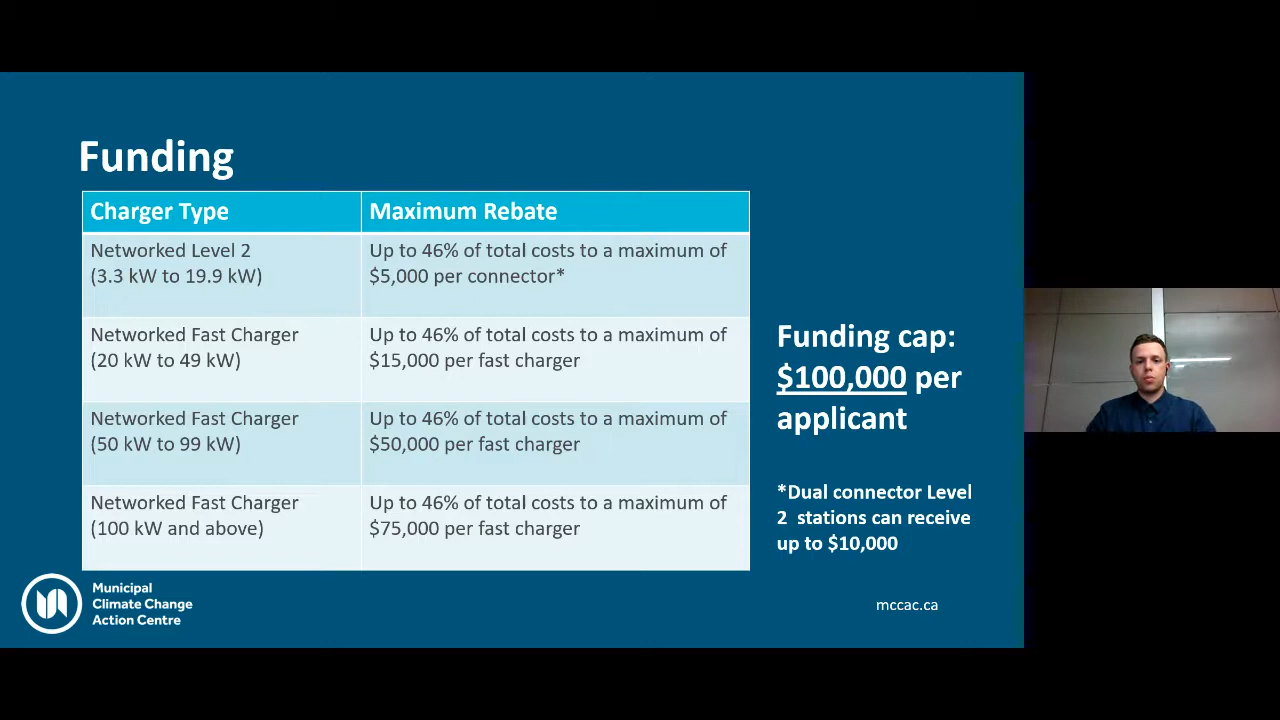 Funding
Charger Type
Maximum Rebate
Networked Level 2
(3.3 kW to 19.9 kW)
Up to 46% of total costs to a maximum of
$5,000 per connector*
Networked Fast Charger
(20 kW to 49 kW)
Up to 46% of total costs to a maximum of
$15,000 per fast charger
Networked Fast Charger
(50 kW to 99 kW)
Up to 46% of total costs to a maximum of
$50,000 per fast charger
Networked Fast Charger
(100 kW and above)
Up to 46% of total costs to a maximum of
$75,000 per fast charger
Funding cap:
$100,000 per
applicant
*Dual connector Level
2 stations can receive
up to $10,000
Municipal
Climate Change
Action Centre
mccac.ca